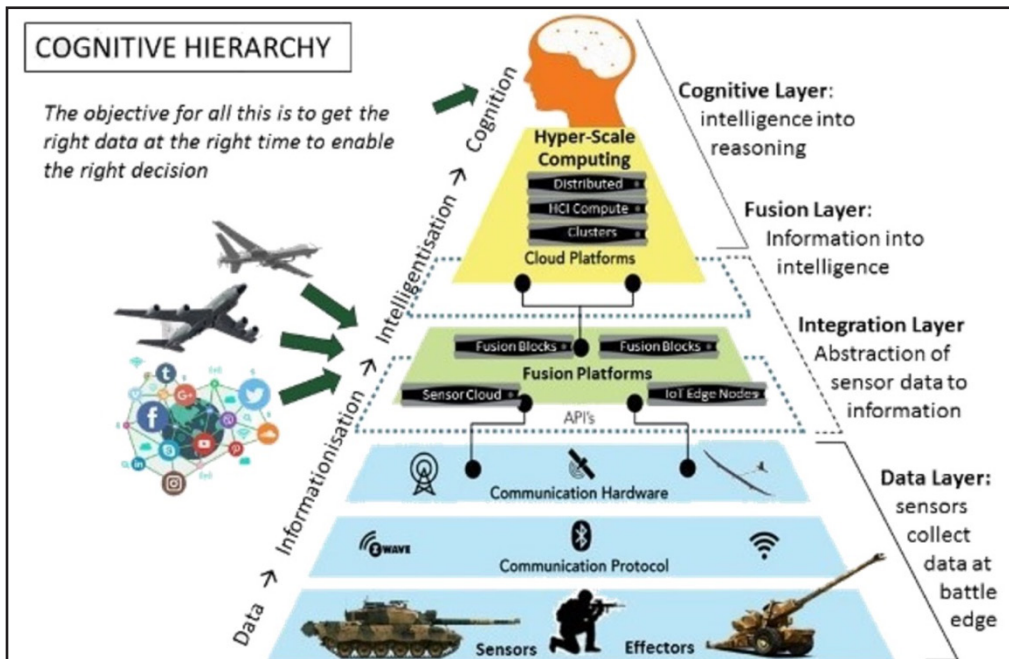 COGNITIVE HIERARCHY
The objective for all this is to get the
right data at the right time to enable
the right decision
Data → Informationisation → Intelligentisation → Cognition
Hyper-Scale
Computing
Distributed
HCI Compute
Clusters
Cloud Platforms
Fusion Blocks
Fusion Blocks
Fusion Platforms
Sensor Cloud
IoT Edge Nodes
API's
Communication Hardware
Z WAVE
Communication Protocol
Sensors
Effectors
Cognitive Layer:
intelligence into
reasoning
Fusion Layer:
Information into
intelligence
Integration Layer
Abstraction of
sensor data to
information
Data Layer:
sensors
collect
data at
battle
edge